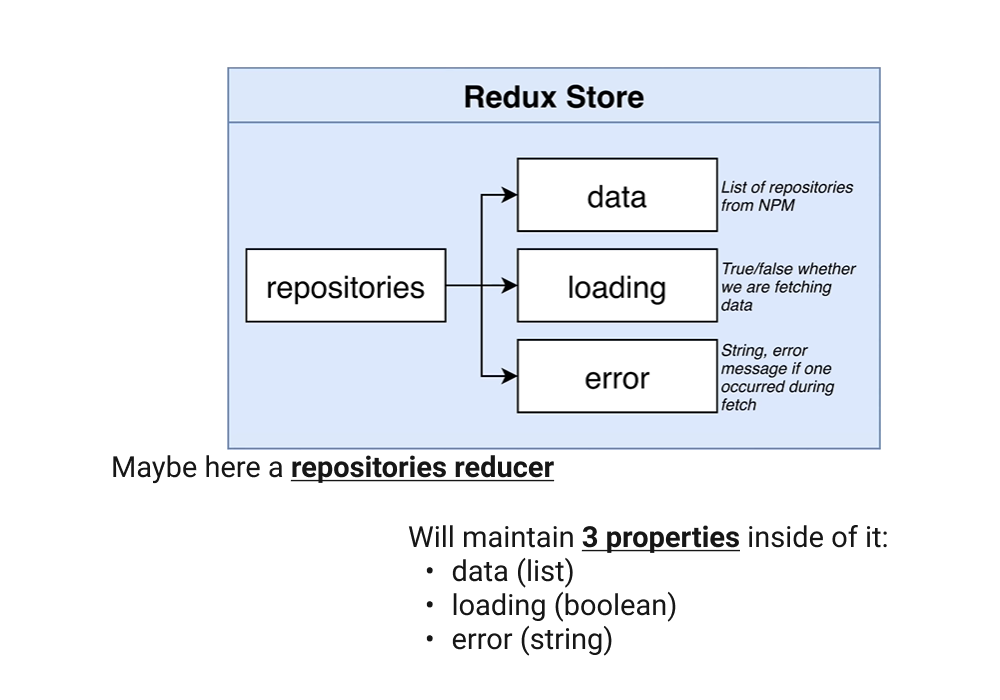 Redux Store
data
List of repositories
from NPM
repositories
loading
True/false whether
we are fetching
data
error
String, error
message if one
occurred during
fetch
Maybe here a repositories reducer
Will maintain 3 properties inside of it:
• data (list)
• loading (boolean)
• error (string)